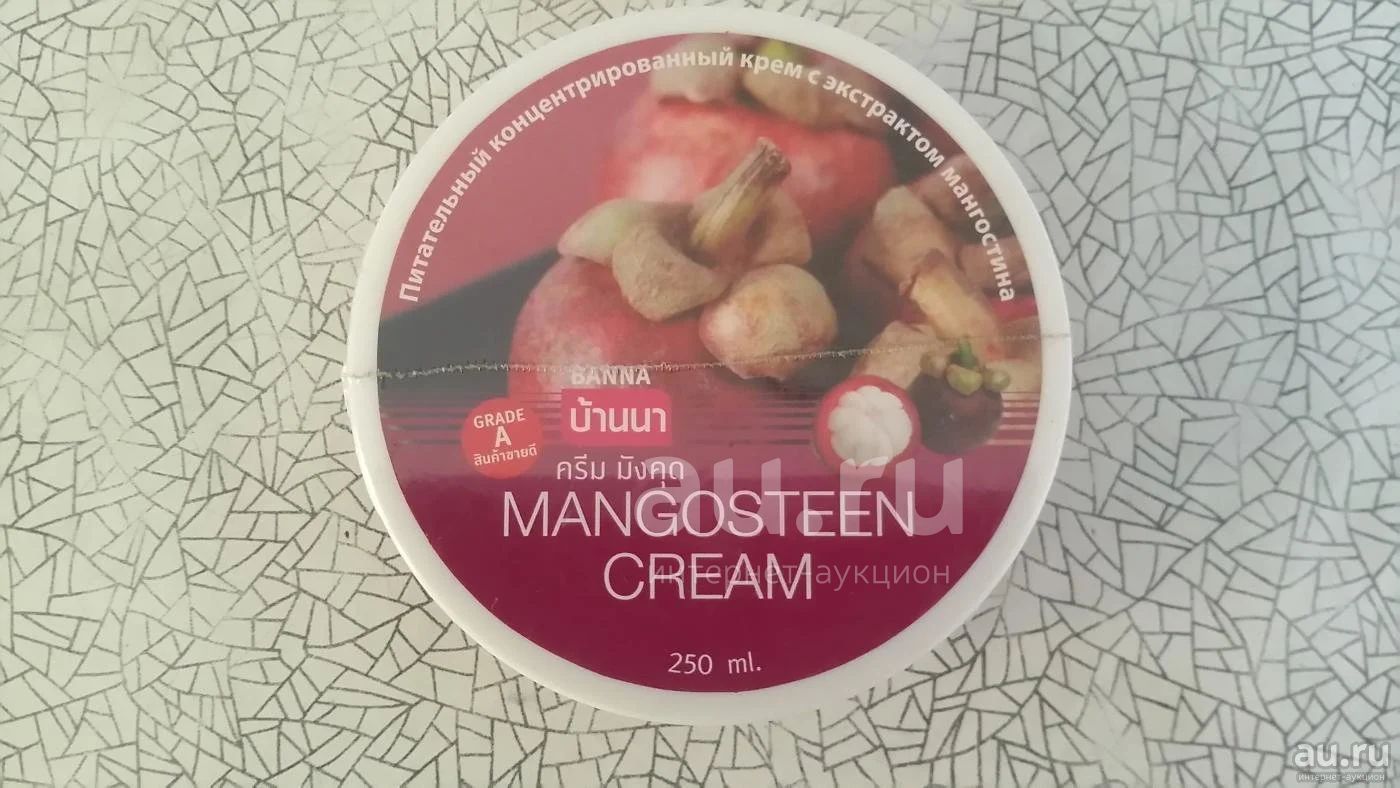 Питательный концентрированный крем с экстрактом мангостина
BANNA
บ้านนา
GRADE
A
สินค้าขายดี
ครีม มังคุด
MANGOSTEEN
CREAM
250 ml.
au.ru
интернет-аукцион
au.ru
интернет-аукцион